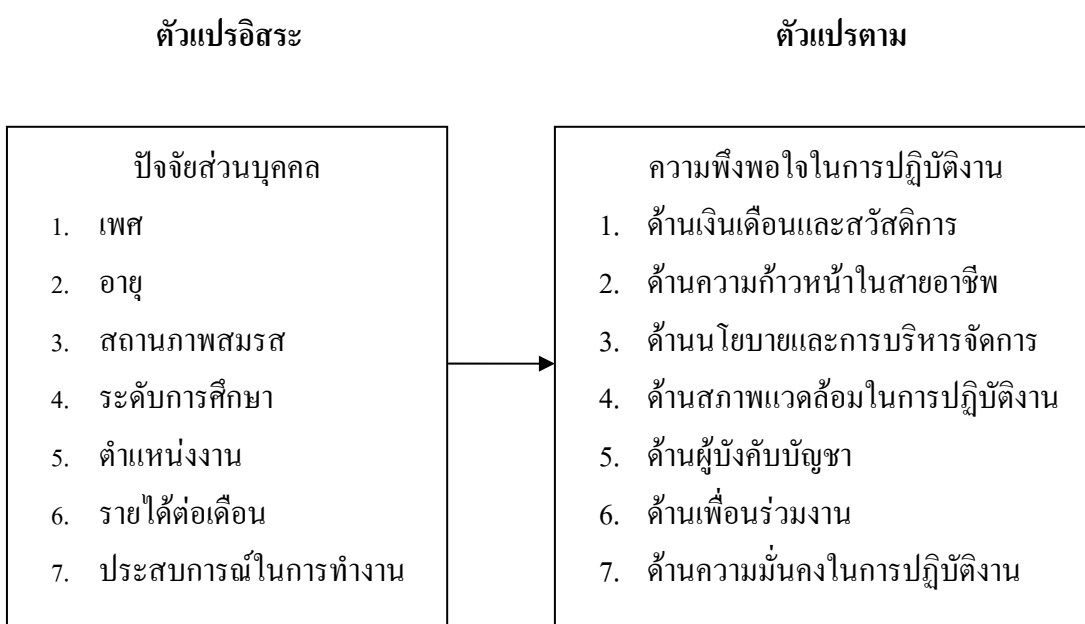 ตัวแปรอิสระ
ตัวแปรตาม
ปัจจัยส่วนบุคคล
1. เพศ
2. อายุ
3. สถานภาพสมรส
4. ระดับการศึกษา
5. ตำแหน่งงาน
6. รายได้ต่อเดือน
7. ประสบการณ์ในการทำงาน
ความพึงพอใจในการปฏิบัติงาน
1. ด้านเงินเดือนและสวัสดิการ
2. ด้านความก้าวหน้าในสายอาชีพ
3. ด้านนโยบายและการบริหารจัดการ
4. ด้านสภาพแวดล้อมในการปฏิบัติงาน
5. ด้านผู้บังคับบัญชา
6. ด้านเพื่อนร่วมงาน
7. ด้านความมั่นคงในการปฏิบัติงาน